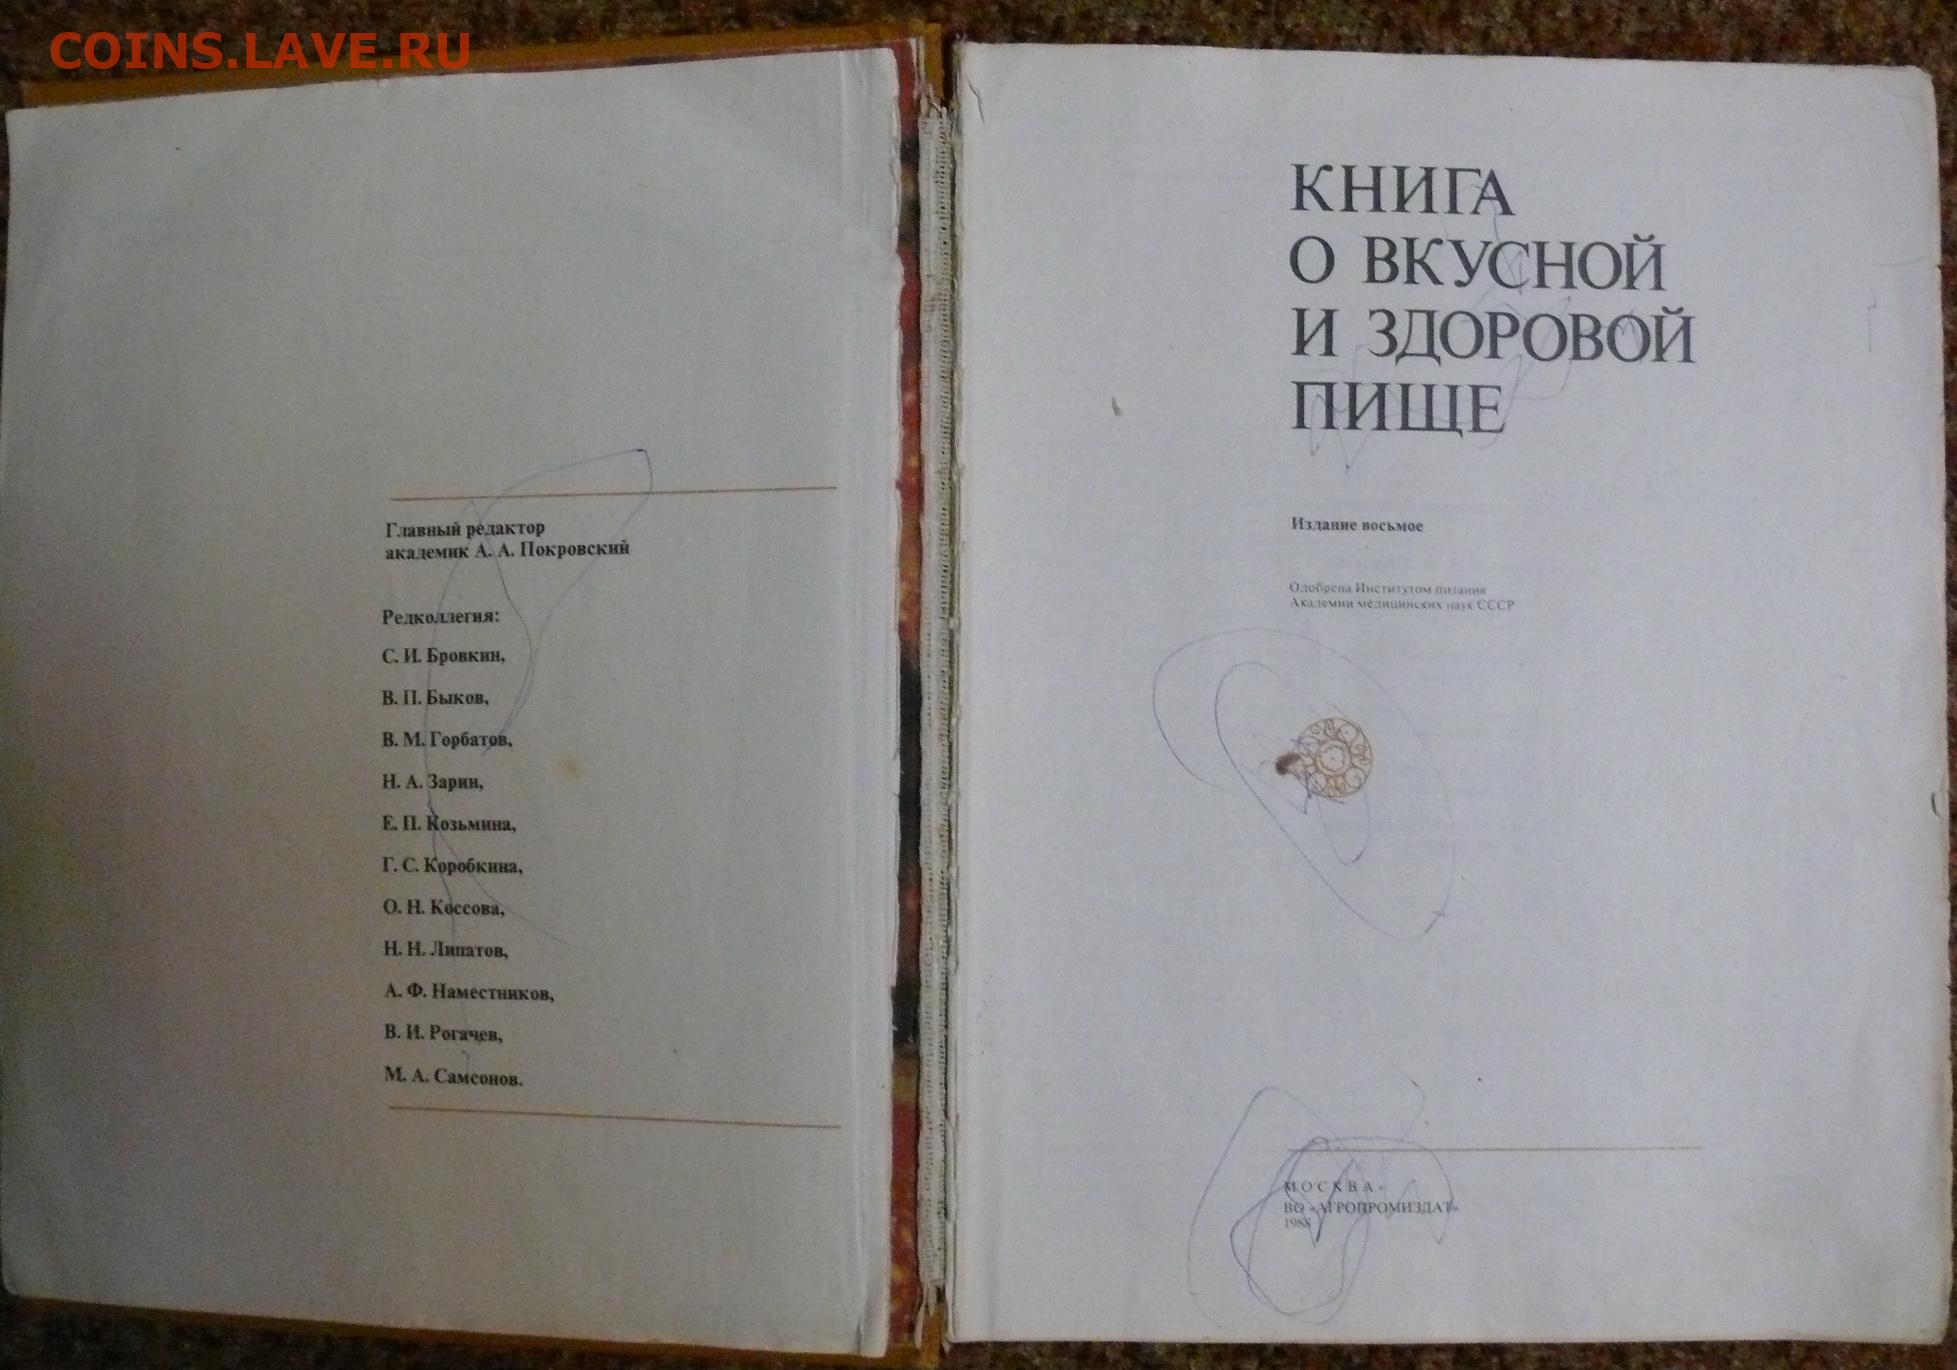 COINS.LAVE.RU
Главный редактор
академик А. А. Покровский
Редколлегия:
С. И. Бровкин,
В. П. Быков,
В. М. Горбатов,
Н. А. Зарин,
Е. П. Козьмина,
Г. С. Коробкина,
О. Н. Коссова,
Н. Н. Липатов,
А. Ф. Наместников,
В. И. Рогачев,
М. А. Самсонов.
КНИГА
О ВКУСНОЙ
И ЗДОРОВОЙ
ПИЩЕ
Издание восьмое
Одобрена Институтом питания
Академии медицинских наук СССР
МОСКВА
ВО «АГРОПРОМИЗДАТ»
1988